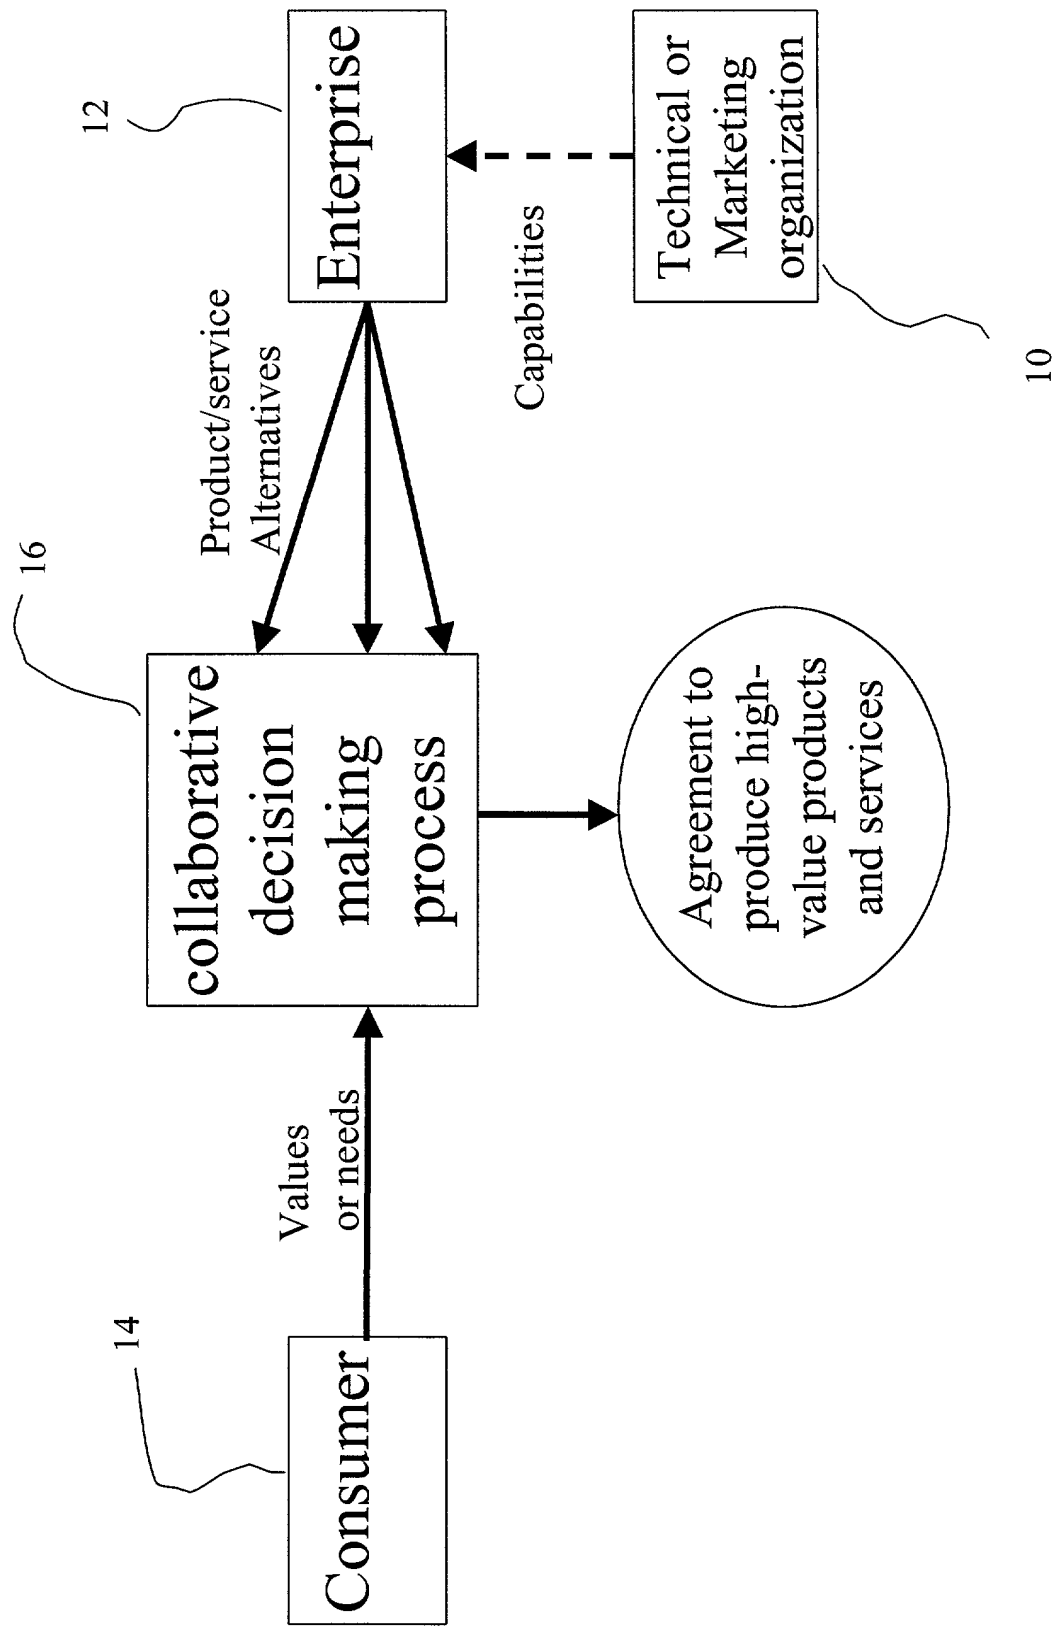 14
Consumer
Values
or needs
16
collaborative
decision
making
process
Product/service
Alternatives
12
Enterprise
Capabilities
Technical or
Marketing
organization
10
Agreement to
produce high-
value products
and services